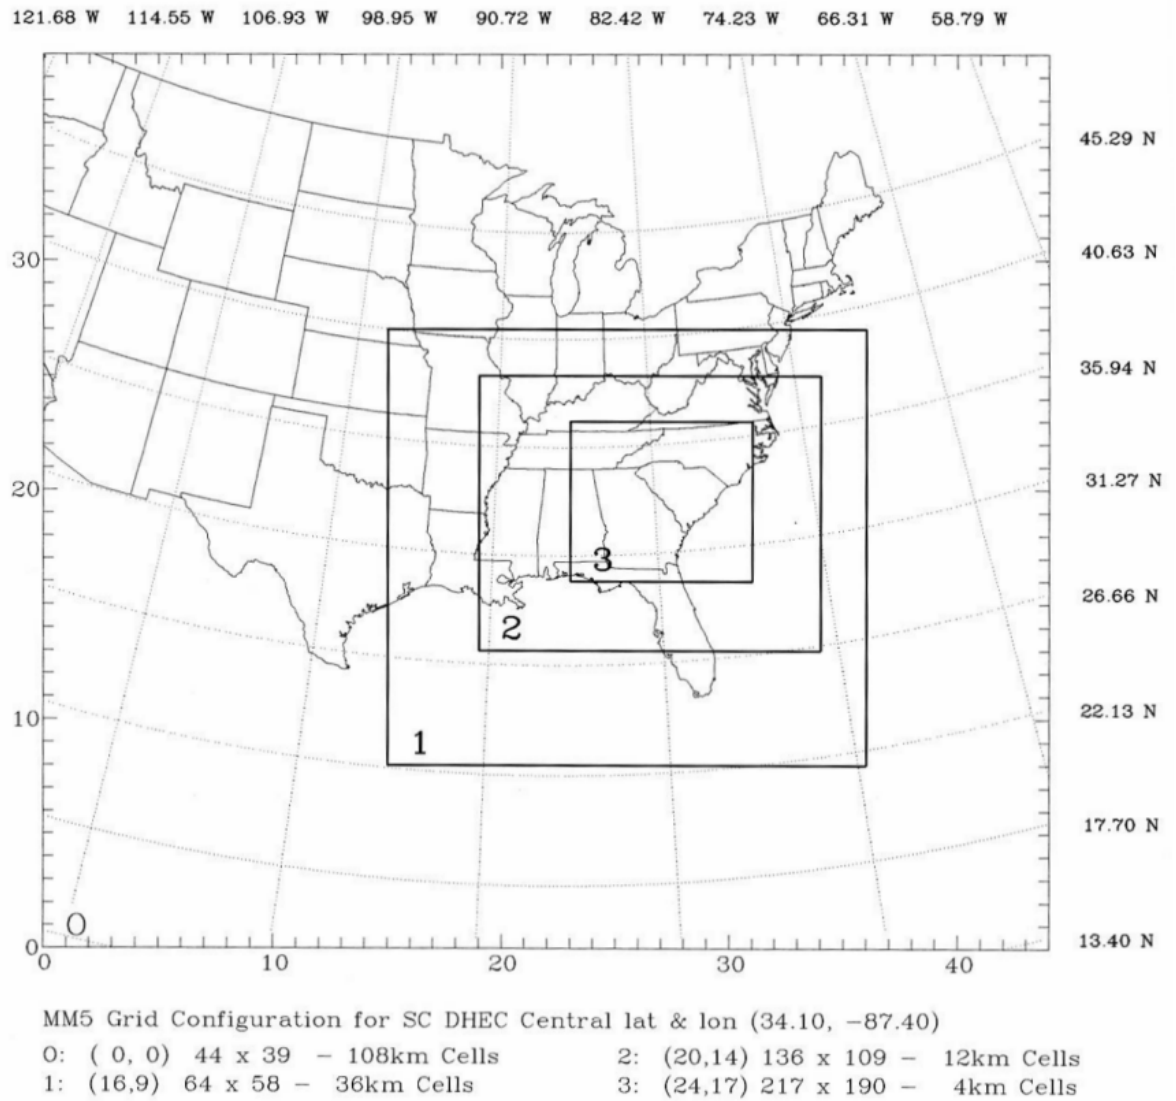 121.68 W 114.55 W 106.93 W 98.95 W 90.72 W 82.42 W 74.23 W 66.31 W 58.79 W
45.29 N
30
40.63 N
35.94 N
20
31.27 N
3
26.66 N
2
10
22.13 N
1
17.70 N
0
0
13.40 N
0 10 20 30 40
MM5 Grid Configuration for SC DHEC Central lat & lon (34.10, −87.40)
0: ( 0, 0) 44 x 39 − 108km Cells 2: (20,14) 136 x 109 − 12km Cells
1: (16,9) 64 x 58 − 36km Cells 3: (24,17) 217 x 190 − 4km Cells